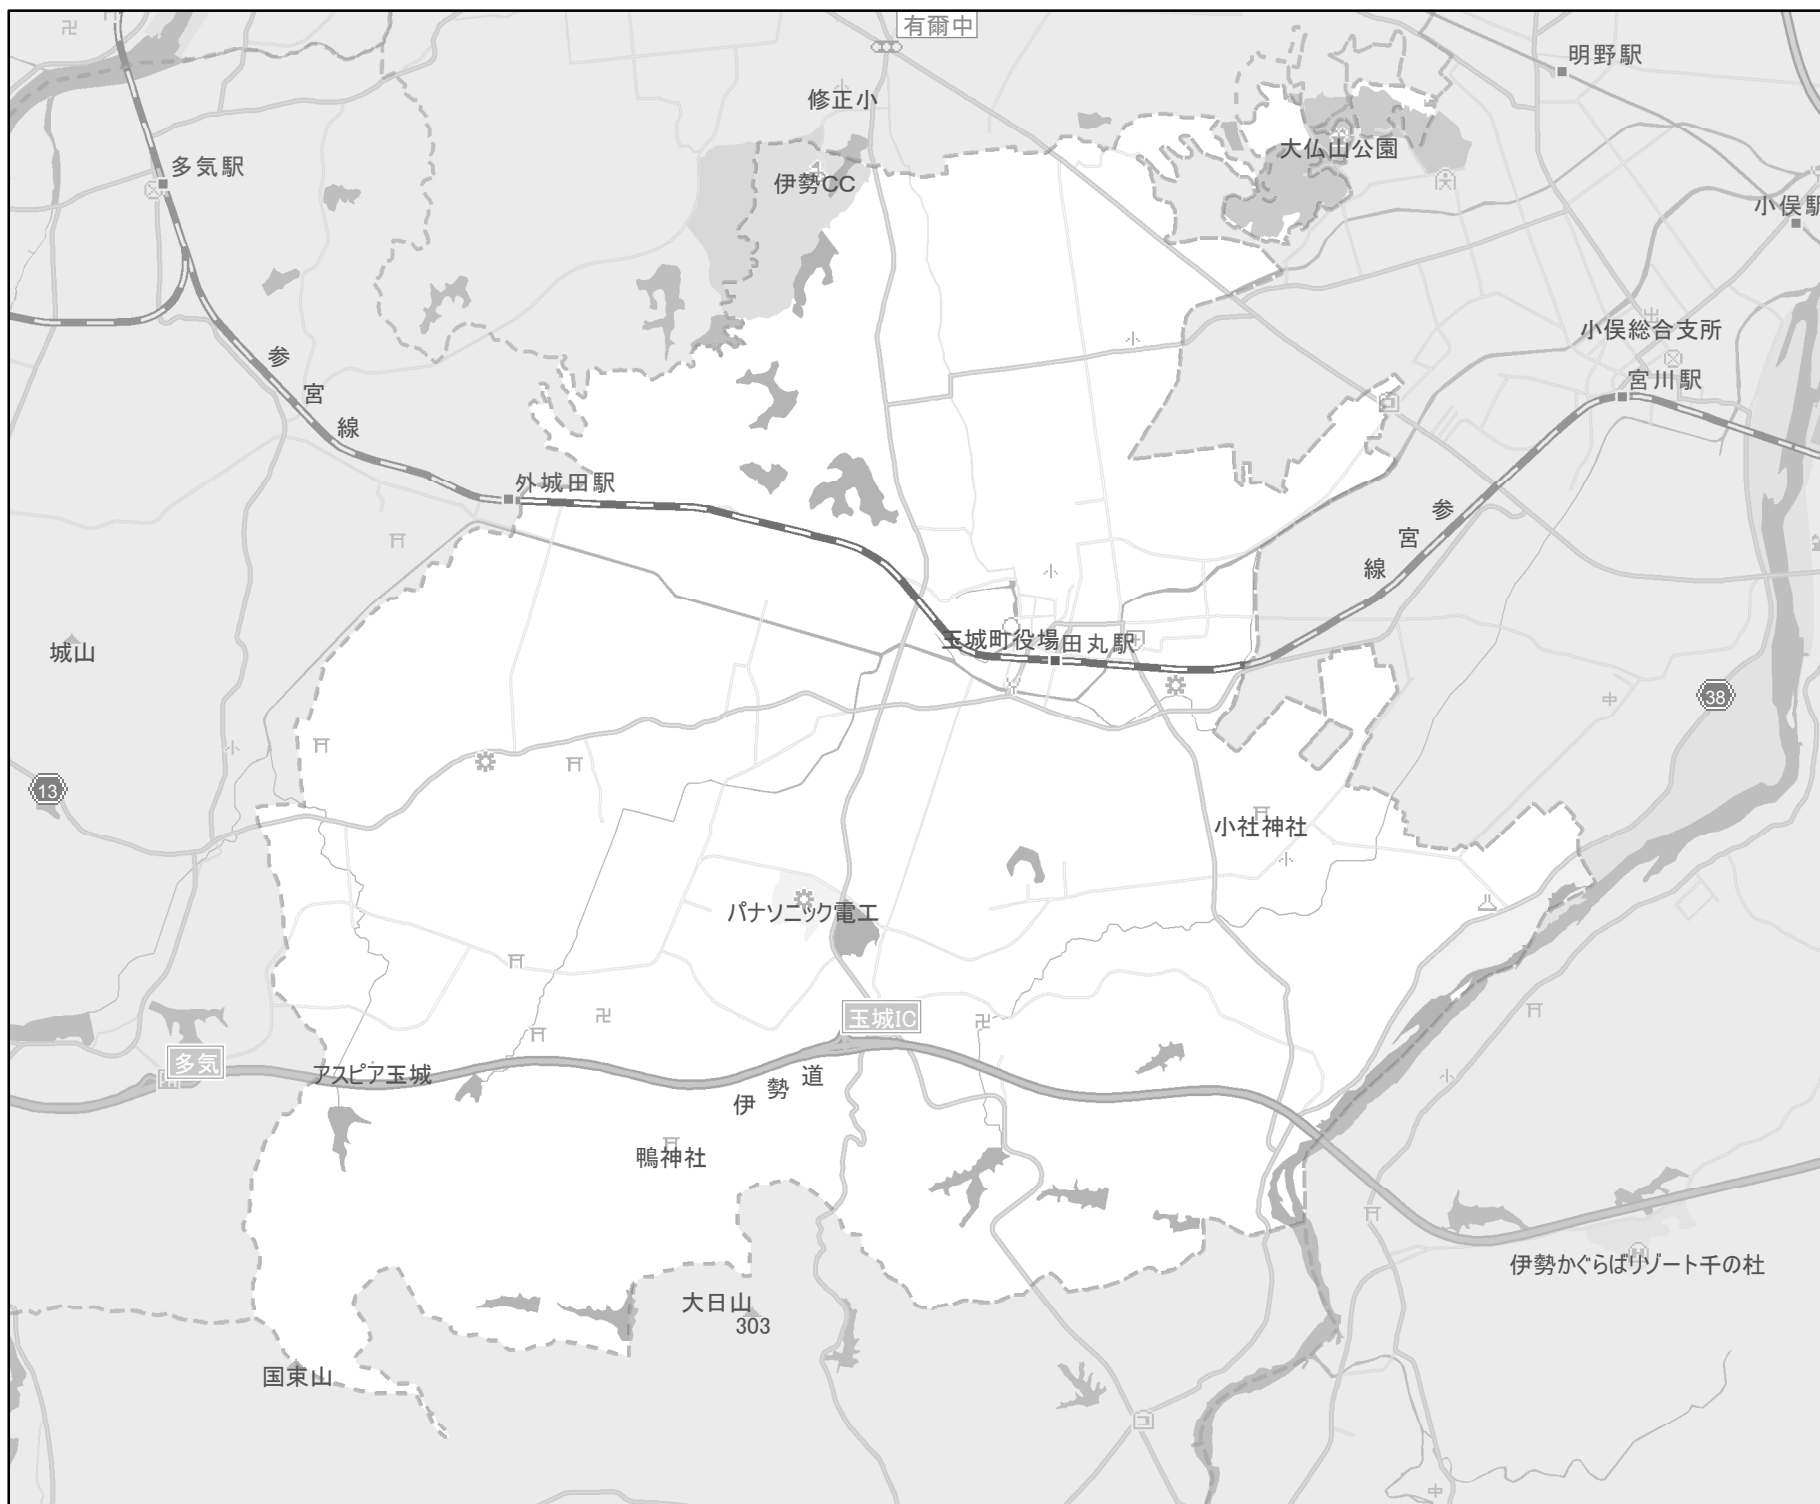 有爾中
明野駅
修正小
大仏山公園
多気駅
伊勢CC
小俣駅
小俣総合支所
参宮線
宮川駅
外城田駅
参宮線
玉城町役場
田丸駅
城山
38
13
小社神社
パナソニック電工
玉城IC
多気
アスピア玉城
伊勢道
鴨神社
伊勢かぐらばリゾート千の杜
大日山
303
国束山